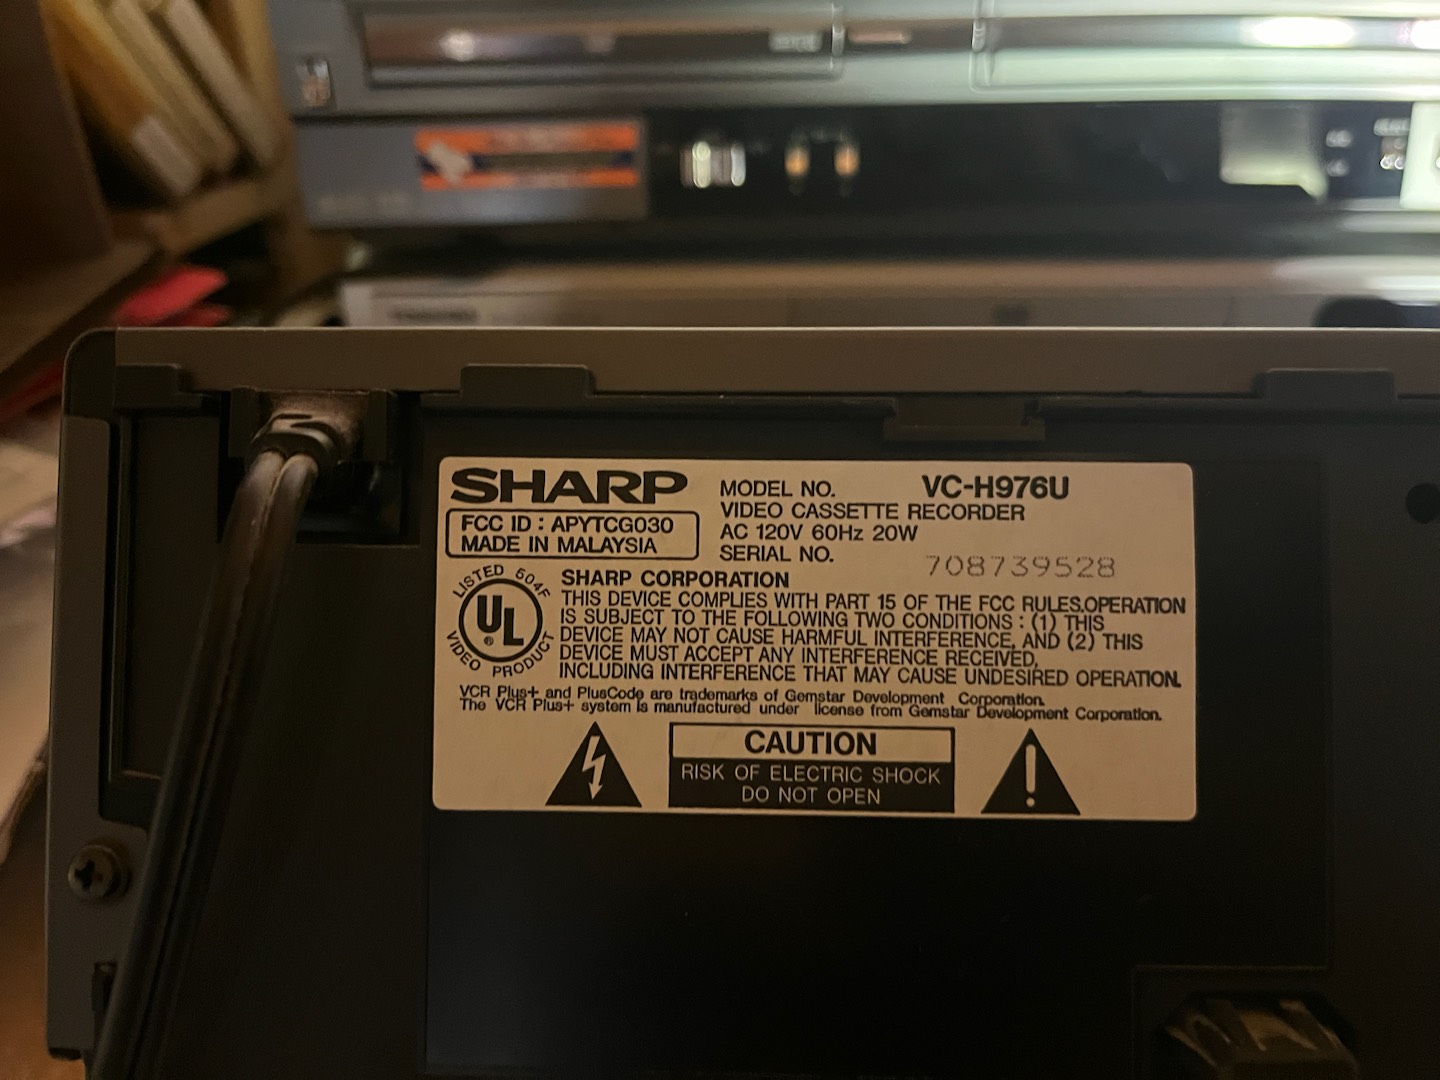 SHARP
FCC ID : APYTCG030
MADE IN MALAYSIA
MODEL NO. VC-H976U
VIDEO CASSETTE RECORDER
AC 120V 60Hz 20W
SERIAL NO. 708739528
LISTED 604F
UL
®
VIDEO PRODUCT
SHARP CORPORATION
THIS DEVICE COMPLIES WITH PART 15 OF THE FCC RULES.OPERATION
IS SUBJECT TO THE FOLLOWING TWO CONDITIONS : (1) THIS
DEVICE MAY NOT CAUSE HARMFUL INTERFERENCE, AND (2) THIS
DEVICE MUST ACCEPT ANY INTERFERENCE RECEIVED,
INCLUDING INTERFERENCE THAT MAY CAUSE UNDESIRED OPERATION.
VCR Plus+ and PlusCode are trademarks of Gemstar Development Corporation.
The VCR Plus+ system is manufactured under license from Gemstar Development Corporation.
CAUTION
RISK OF ELECTRIC SHOCK
DO NOT OPEN